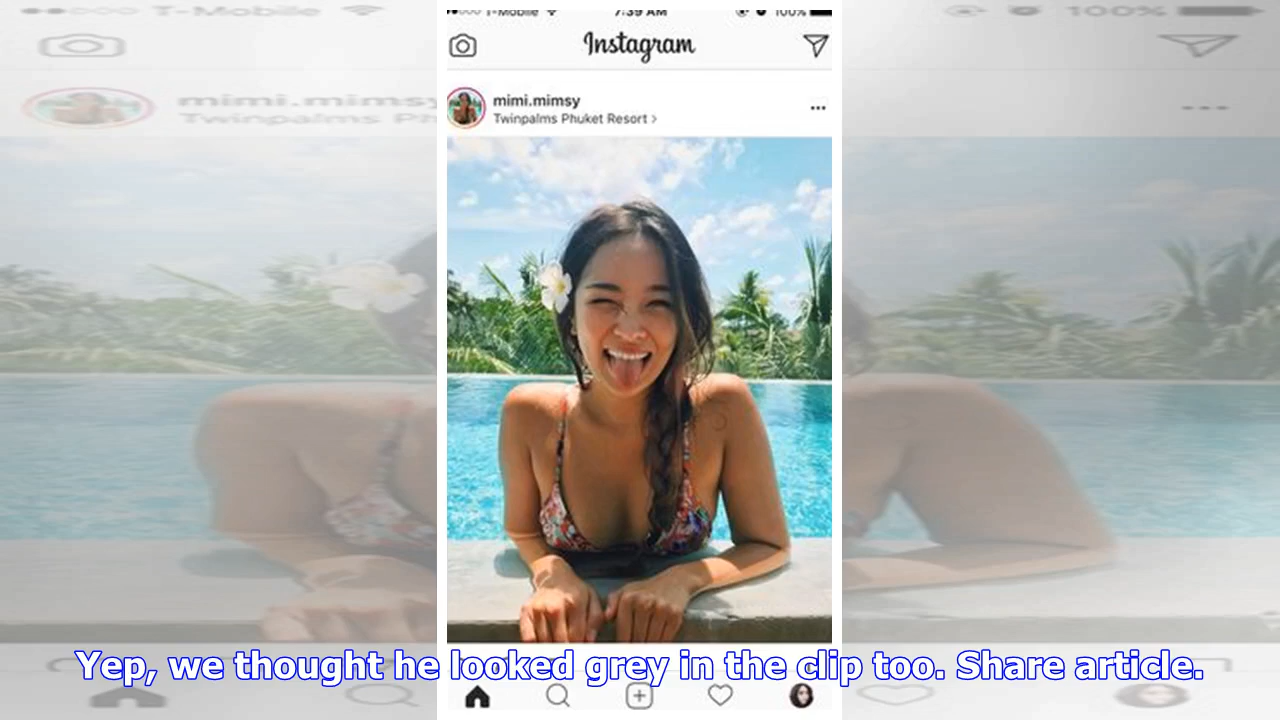 T-Mobile 7:39 AM 100%
Instagram
mimi.mimsy
Twinpalms Phuket Resort >
Yep, we thought he looked grey in the clip too. Share article.